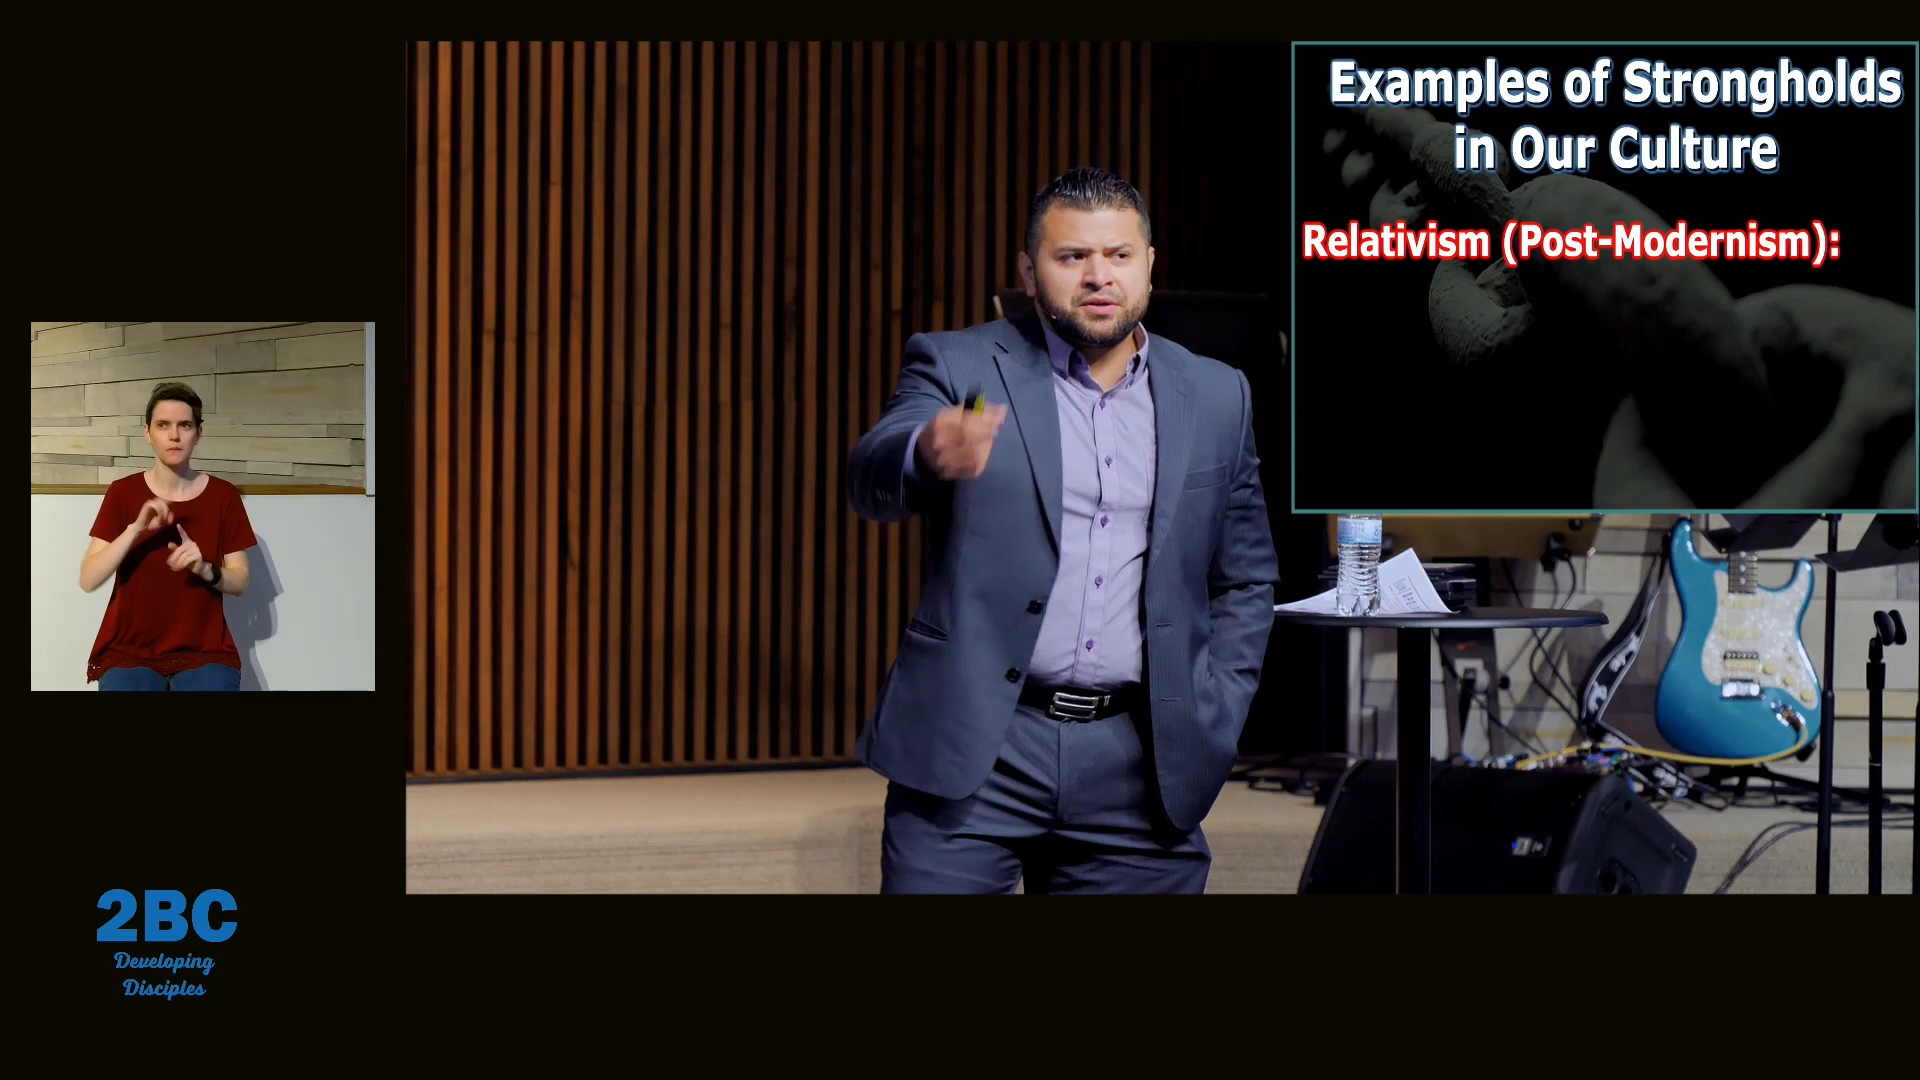 Examples of Strongholds
in Our Culture
Relativism (Post-Modernism):
2BC
Developing
Disciples